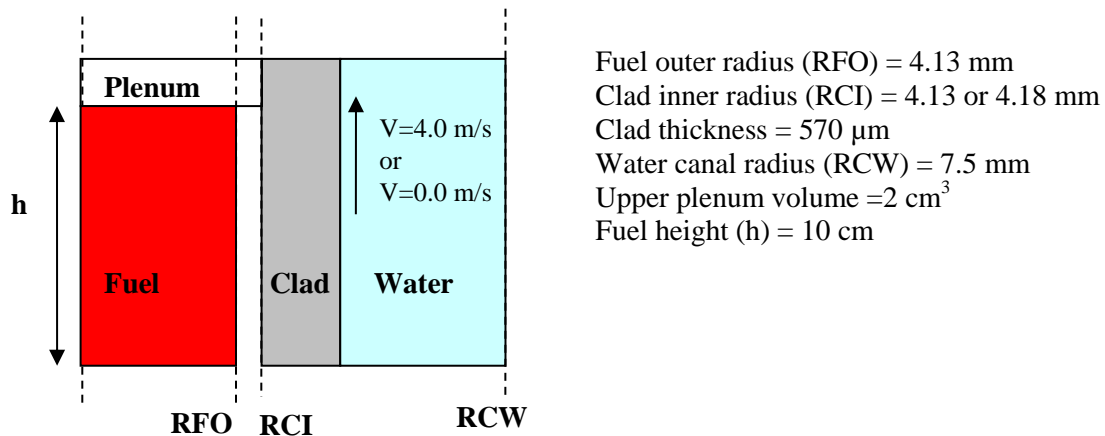 Plenum
V=4.0 m/s
or
V=0.0 m/s
h
Fuel
Clad
Water
RFO
RCI
RCW
Fuel outer radius (RFO) = 4.13 mm
Clad inner radius (RCI) = 4.13 or 4.18 mm
Clad thickness = 570 µm
Water canal radius (RCW) = 7.5 mm
Upper plenum volume =2 cm³
Fuel height (h) = 10 cm